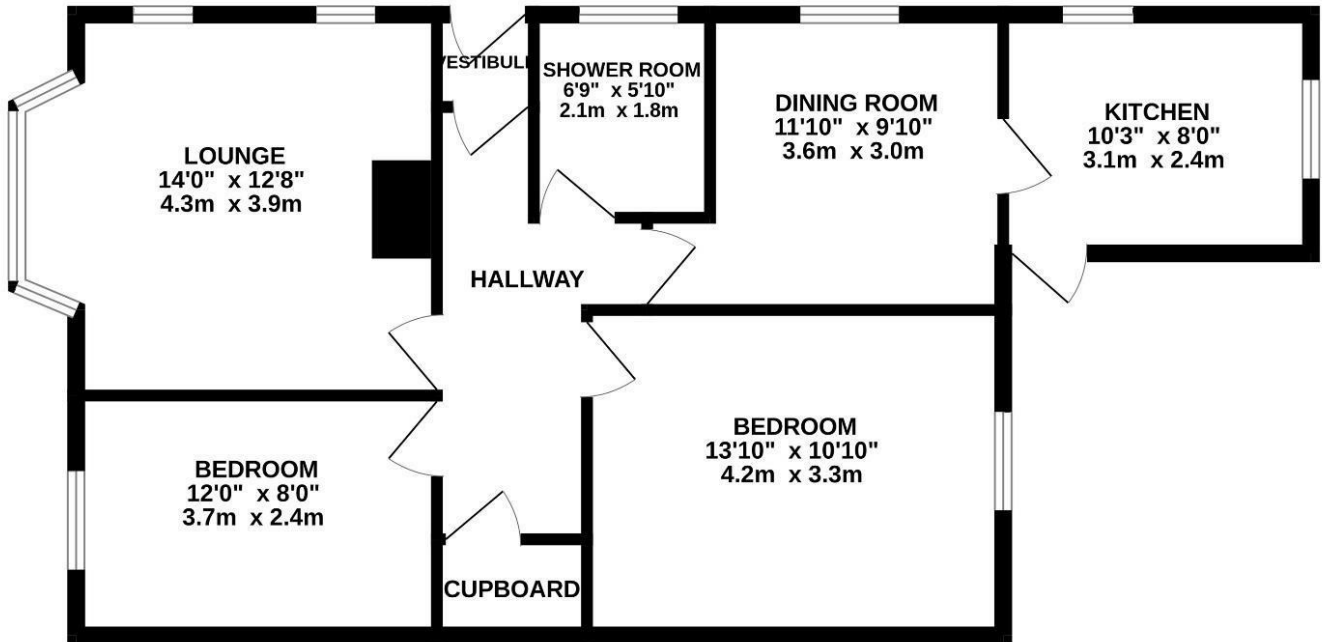 LOUNGE
14'0" x 12'8"
4.3m x 3.9m
VESTIBULE
SHOWER ROOM
6'9" x 5'10"
2.1m x 1.8m
DINING ROOM
11'10" x 9'10"
3.6m x 3.0m
KITCHEN
10'3" x 8'0"
3.1m x 2.4m
HALLWAY
BEDROOM
12'0" x 8'0"
3.7m x 2.4m
BEDROOM
13'10" x 10'10"
4.2m x 3.3m
CUPBOARD